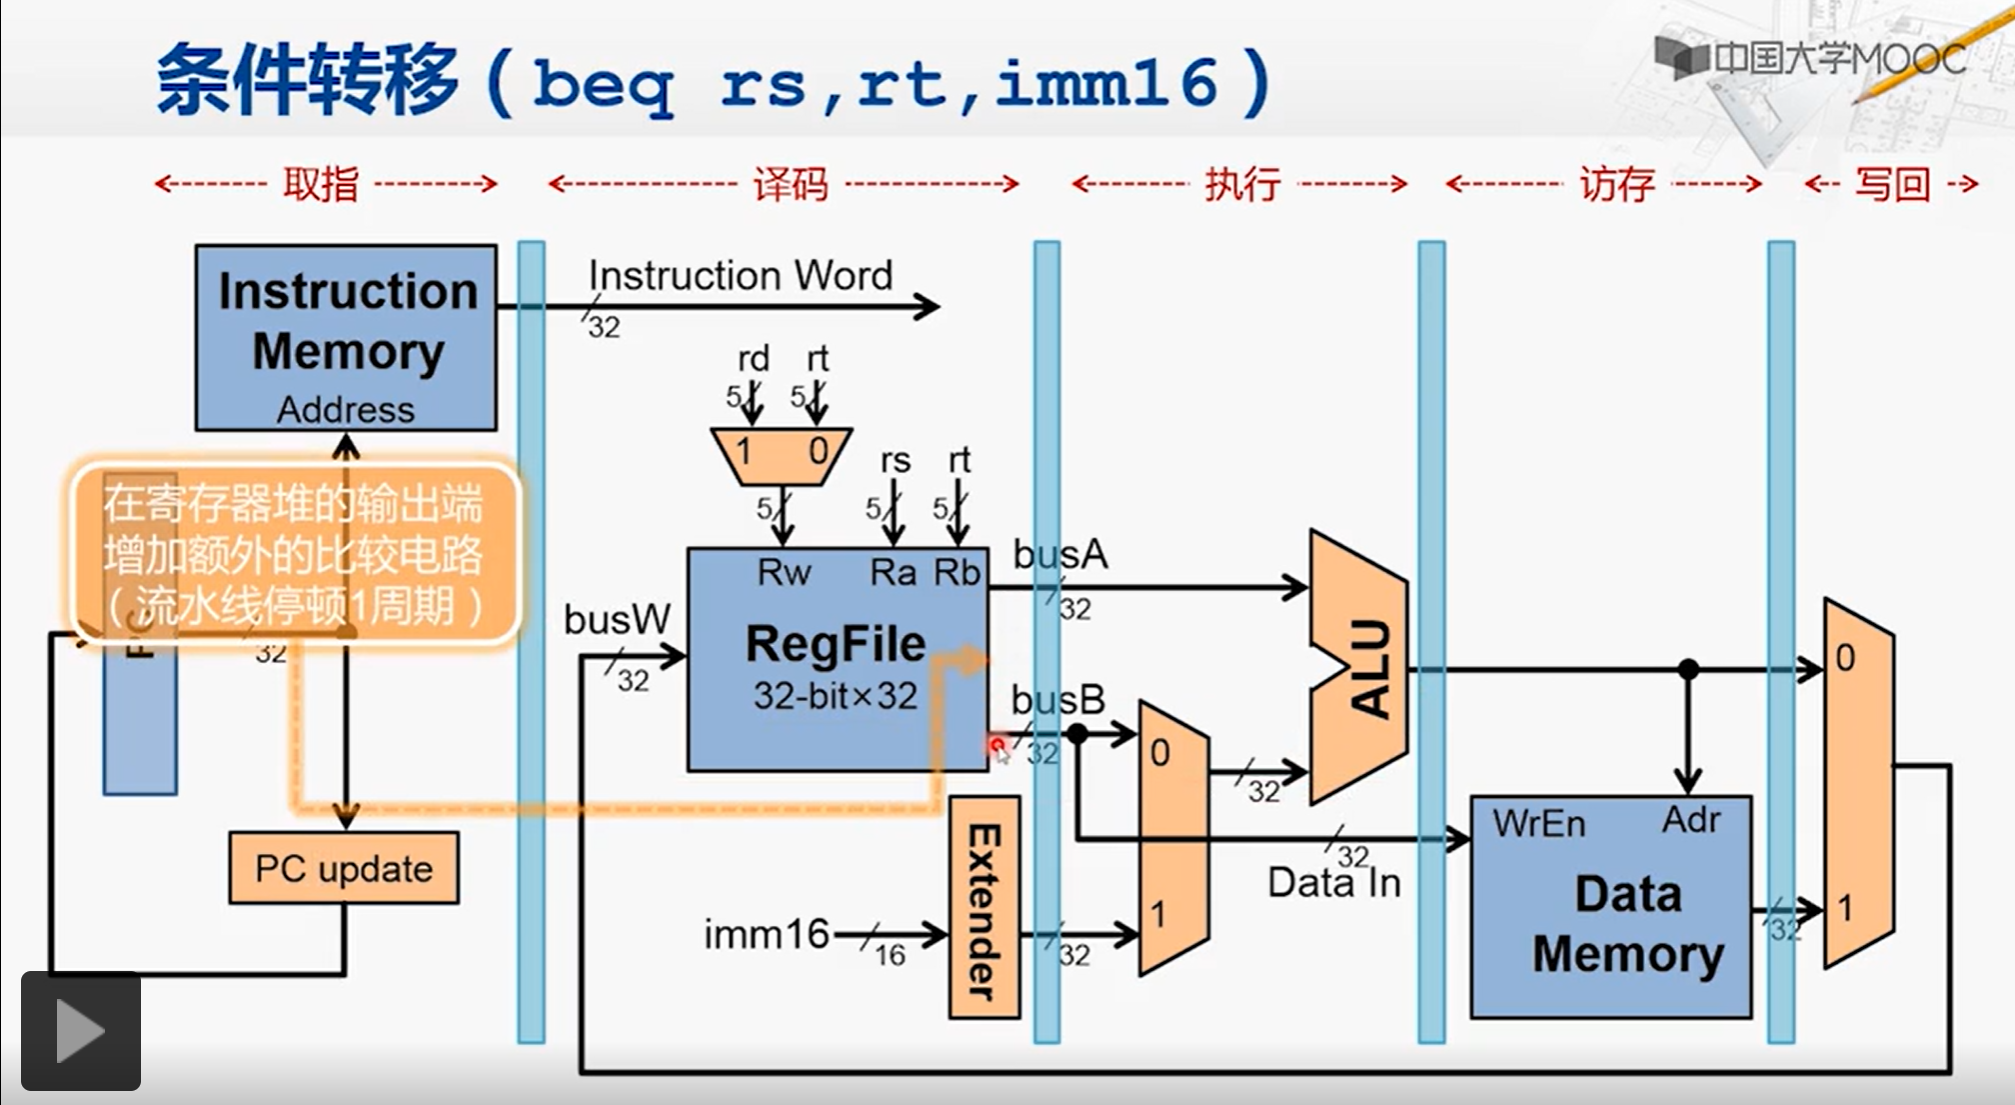 条件转移（beq rs,rt,imm16）
中国大学MOOC
取指
译码
执行
访存
写回
Instruction
Memory
Address
Instruction Word
32
rd
rt
5
5
1
0
rs
rt
5
5
5
在寄存器堆的输出端
增加额外的比较电路
（流水线停顿1周期）
PC
32
busW
32
Rw
Ra
Rb
RegFile
32-bit×32
busA
32
busB
32
ALU
0
1
32
0
1
PC update
imm16
16
Extender
32
32
Data In
WrEn
Adr
Data
Memory
32